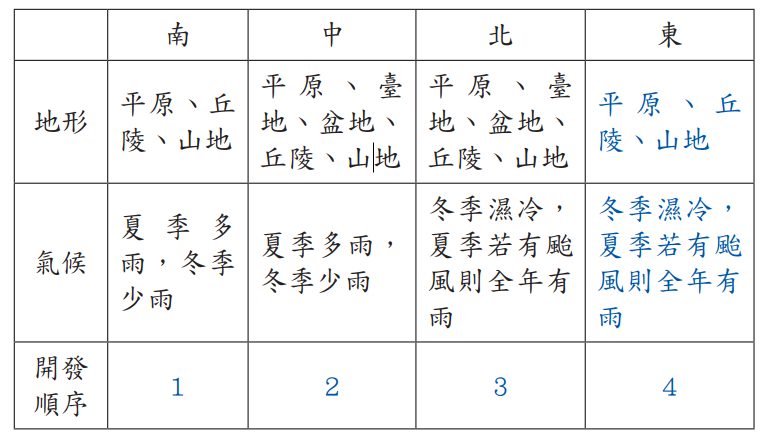 南 中 北 東
地形
平原、丘
陵、山地
平原、臺
地、盆地、
丘陵、山地
平原、臺
地、盆地、
丘陵、山地
平原、丘
陵、山地
氣候
夏季多
雨，冬季
少雨
夏季多雨，
冬季少雨
冬季濕冷，
夏季若有颱
風則全年有
雨
冬季濕冷，
夏季若有颱
風則全年有
雨
開發
順序
1 2 3 4